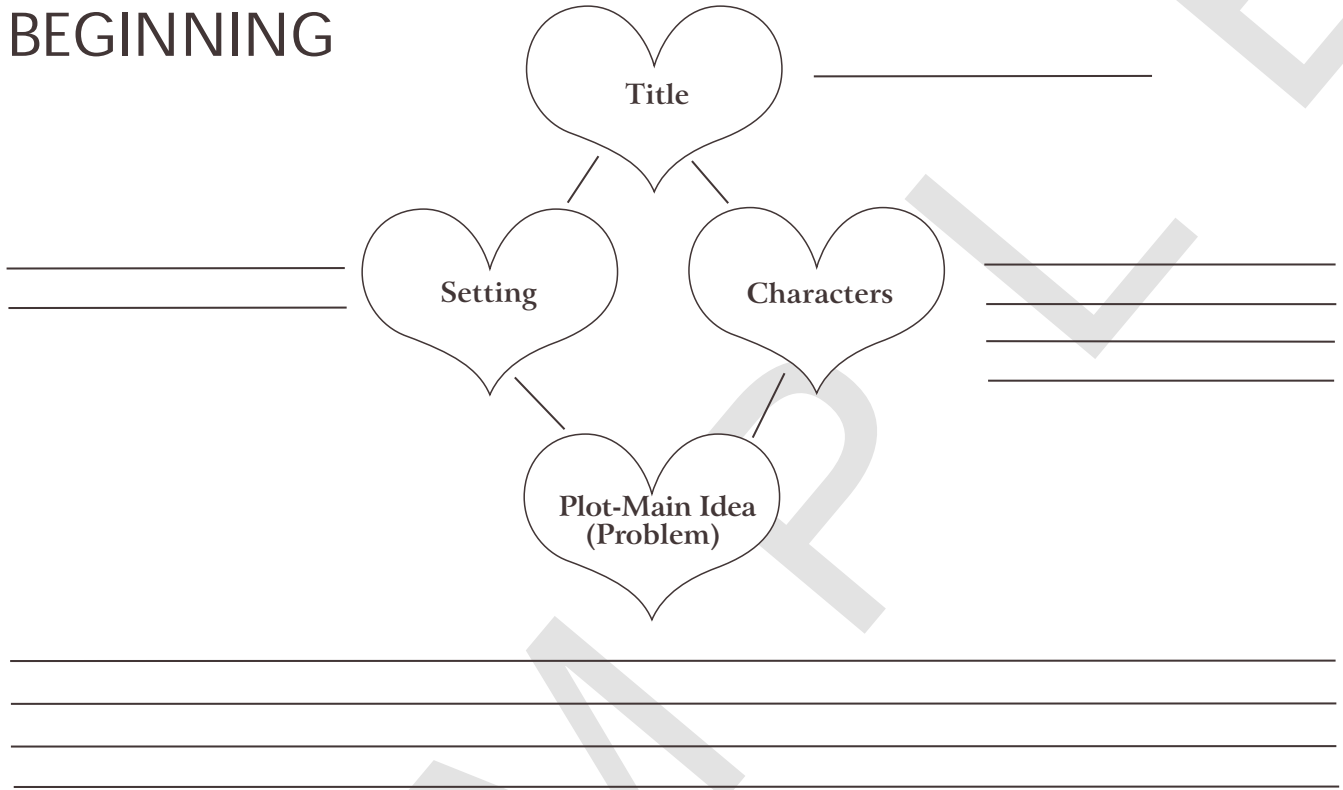 BEGINNING
Title
Setting
Characters
Plot-Main Idea
(Problem)
M P L E